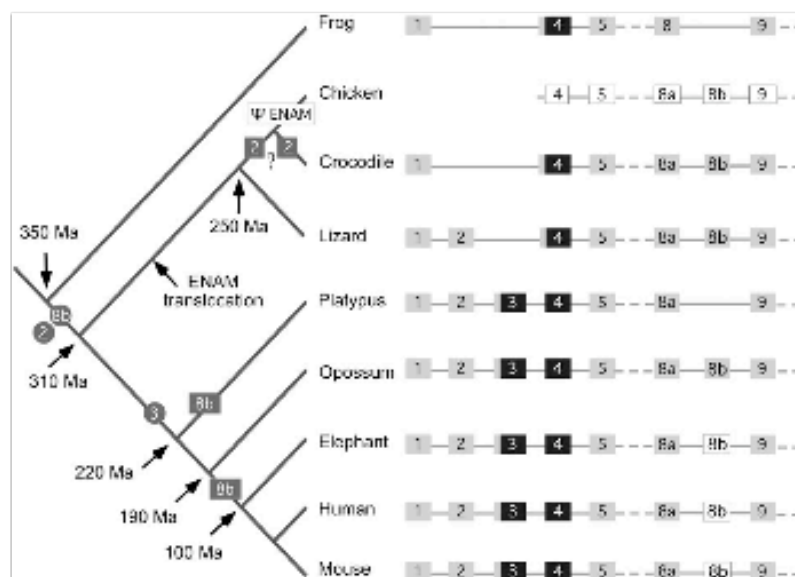 Frog 1 4 5 8 9
Chicken 4 5 8a 8b 9
Ψ ENAM
2 2
?
Crocodile 1 4 5 8a 8b 9
250 Ma
Lizard 1 2 4 5 8a 8b 9
350 Ma
ENAM
translocation
Platypus 1 2 3 4 5 8a 9
8b
2
310 Ma
Opossum 1 2 3 4 5 8a 8b 9
8b
3
Elephant 1 2 3 4 5 8a 8b 9
220 Ma
8b
190 Ma
Human 1 2 3 4 5 8a 8b 9
100 Ma
Mouse 1 2 3 4 5 8a 8b 9